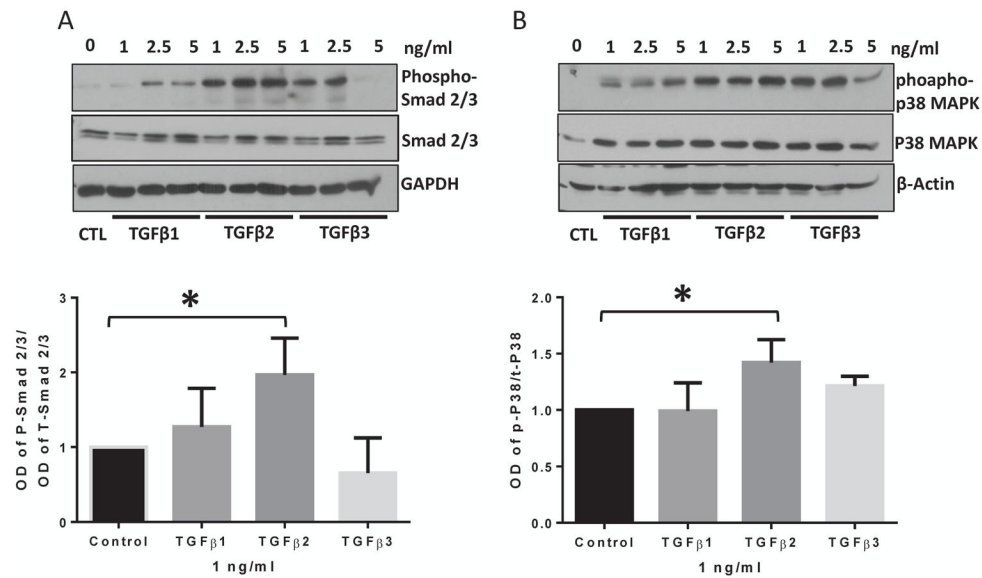 A
0 1 2.5 5 1 2.5 5 1 2.5 5 ng/ml
Phospho-
Smad 2/3
Smad 2/3
GAPDH
CTL TGFβ1 TGFβ2 TGFβ3
B
0 1 2.5 5 1 2.5 5 1 2.5 5 ng/ml
phoapho-
p38 MAPK
P38 MAPK
β-Actin
CTL TGFβ1 TGFβ2 TGFβ3
OD of P-Smad 2/3/
OD of T-Smad 2/3
3
2
1
0
*
Control TGFβ1 TGFβ2 TGFβ3
1 ng/ml
OD of p-P38/t-P38
2.0
1.5
1.0
0.5
0.0
*
Control TGFβ1 TGFβ2 TGFβ3
1 ng/ml